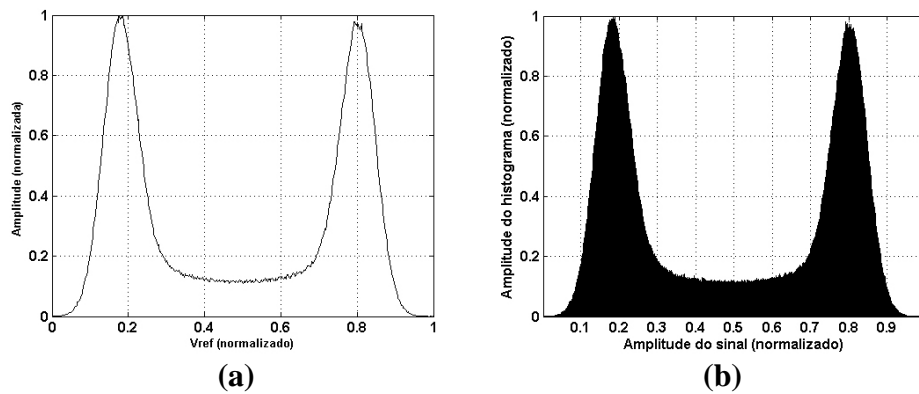 Amplitude (normalizada)
1
0.8
0.6
0.4
0.2
0
0 0.2 0.4 0.6 0.8 1
Vref (normalizado)
(a)
Amplitude do histograma (normalizado)
1
0.8
0.6
0.4
0.2
0
0.1 0.2 0.3 0.4 0.5 0.6 0.7 0.8 0.9
Amplitude do sinal (normalizado)
(b)